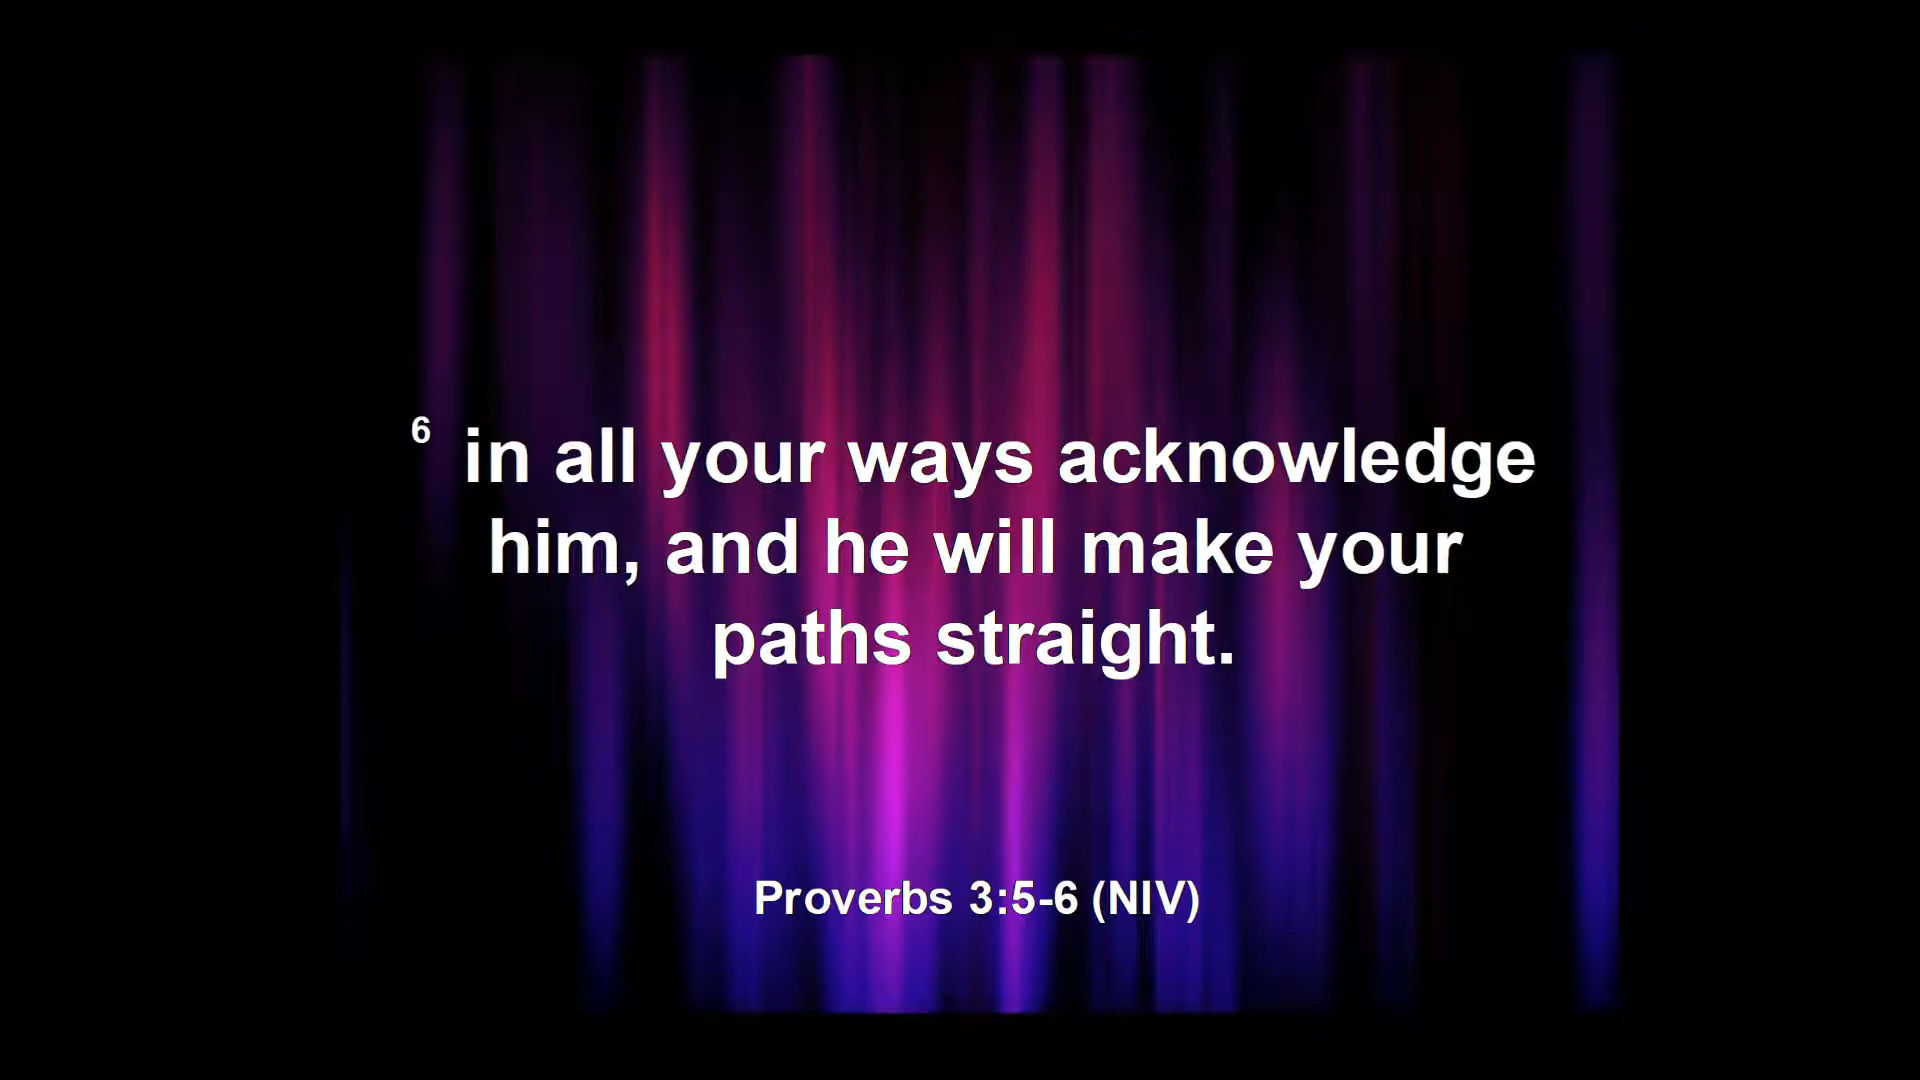 6 in all your ways acknowledge
him, and he will make your
paths straight.
Proverbs 3:5-6 (NIV)